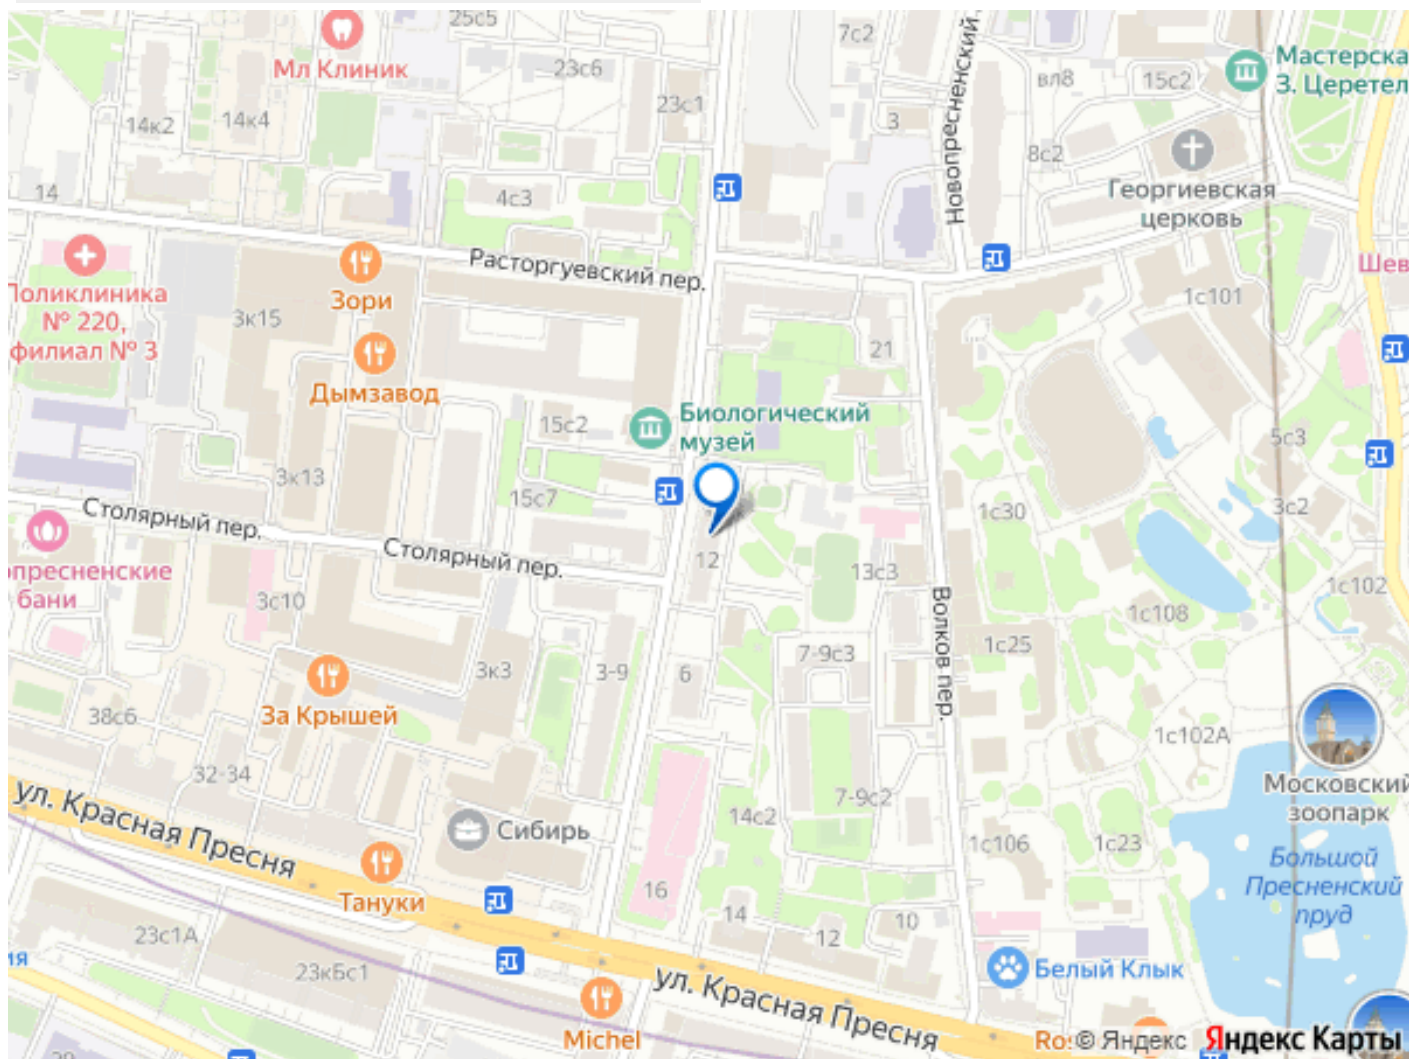 25с5
7с2
Мл Клиник
23с6
вл8
15с2
Мастерска
З. Церетел
23с1
14к2
14к4
3
8с2
Новопресненский
14
4с3
Георгиевская
церковь
Расторгуевский пер.
Шев
Поликлиника
№ 220,
филиал № 3
Зори
3к15
1с101
21
Дымзавод
15с2
Биологический
музей
5с3
3к13
15с7
3с2
1с30
Столярный пер.
Столярный пер.
12
13с3
опресненские
бани
3с10
1с102
1с108
Волков пер.
3к3
3-9
6
7-9с3
1с25
За Крышей
38с6
1с102А
32-34
Московский
зоопарк
ул. Красная Пресня
Сибирь
14с2
7-9с2
1с106
1с23
Большой
Пресненский
пруд
Тануки
16
14
12
10
23с1А
ия
23кБс1
ул. Красная Пресня
Белый Клык
Michel
Ros
© Яндекс
Яндекс Карты